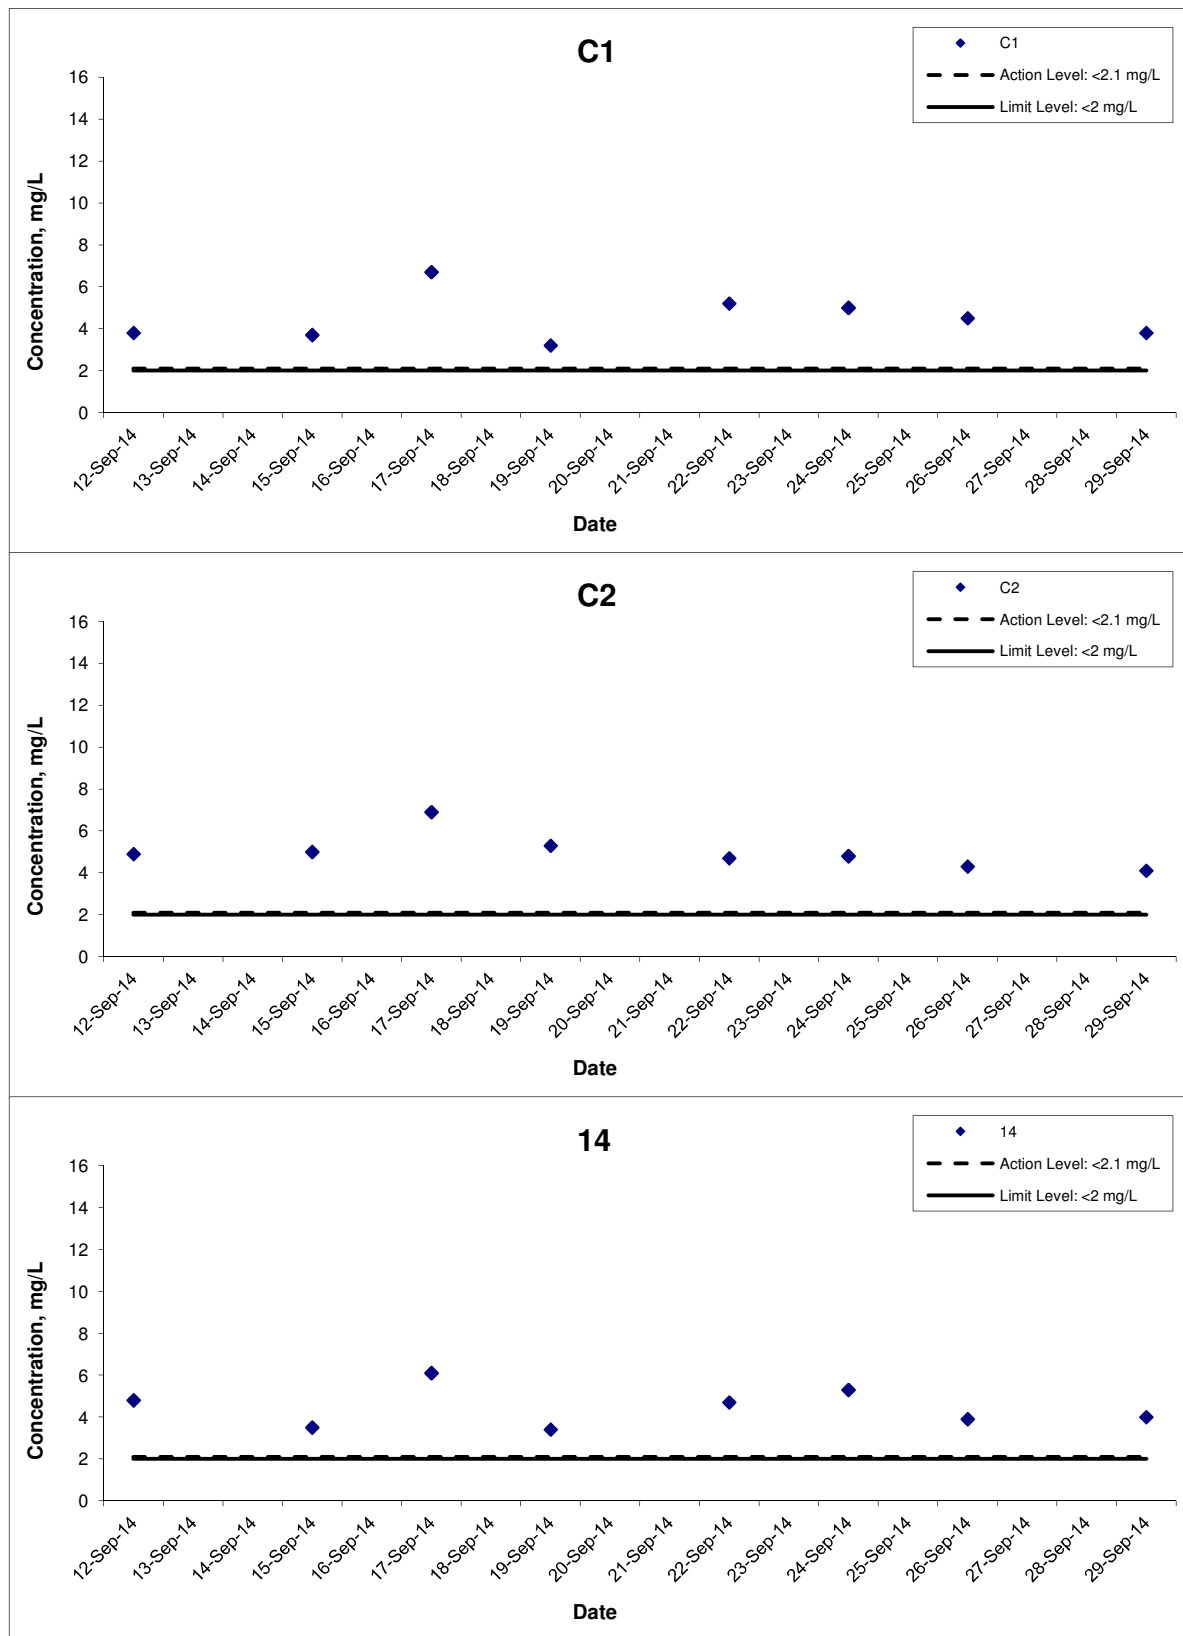 C1
C1
Action Level: <2.1 mg/L
Limit Level: <2 mg/L
16
14
12
10
8
6
4
2
0
Concentration, mg/L
12-Sep-14
13-Sep-14
14-Sep-14
15-Sep-14
16-Sep-14
17-Sep-14
18-Sep-14
19-Sep-14
20-Sep-14
21-Sep-14
22-Sep-14
23-Sep-14
24-Sep-14
25-Sep-14
26-Sep-14
27-Sep-14
28-Sep-14
29-Sep-14
Date
C2
C2
Action Level: <2.1 mg/L
Limit Level: <2 mg/L
16
14
12
10
8
6
4
2
0
Concentration, mg/L
12-Sep-14
13-Sep-14
14-Sep-14
15-Sep-14
16-Sep-14
17-Sep-14
18-Sep-14
19-Sep-14
20-Sep-14
21-Sep-14
22-Sep-14
23-Sep-14
24-Sep-14
25-Sep-14
26-Sep-14
27-Sep-14
28-Sep-14
29-Sep-14
Date
14
14
Action Level: <2.1 mg/L
Limit Level: <2 mg/L
16
14
12
10
8
6
4
2
0
Concentration, mg/L
12-Sep-14
13-Sep-14
14-Sep-14
15-Sep-14
16-Sep-14
17-Sep-14
18-Sep-14
19-Sep-14
20-Sep-14
21-Sep-14
22-Sep-14
23-Sep-14
24-Sep-14
25-Sep-14
26-Sep-14
27-Sep-14
28-Sep-14
29-Sep-14
Date